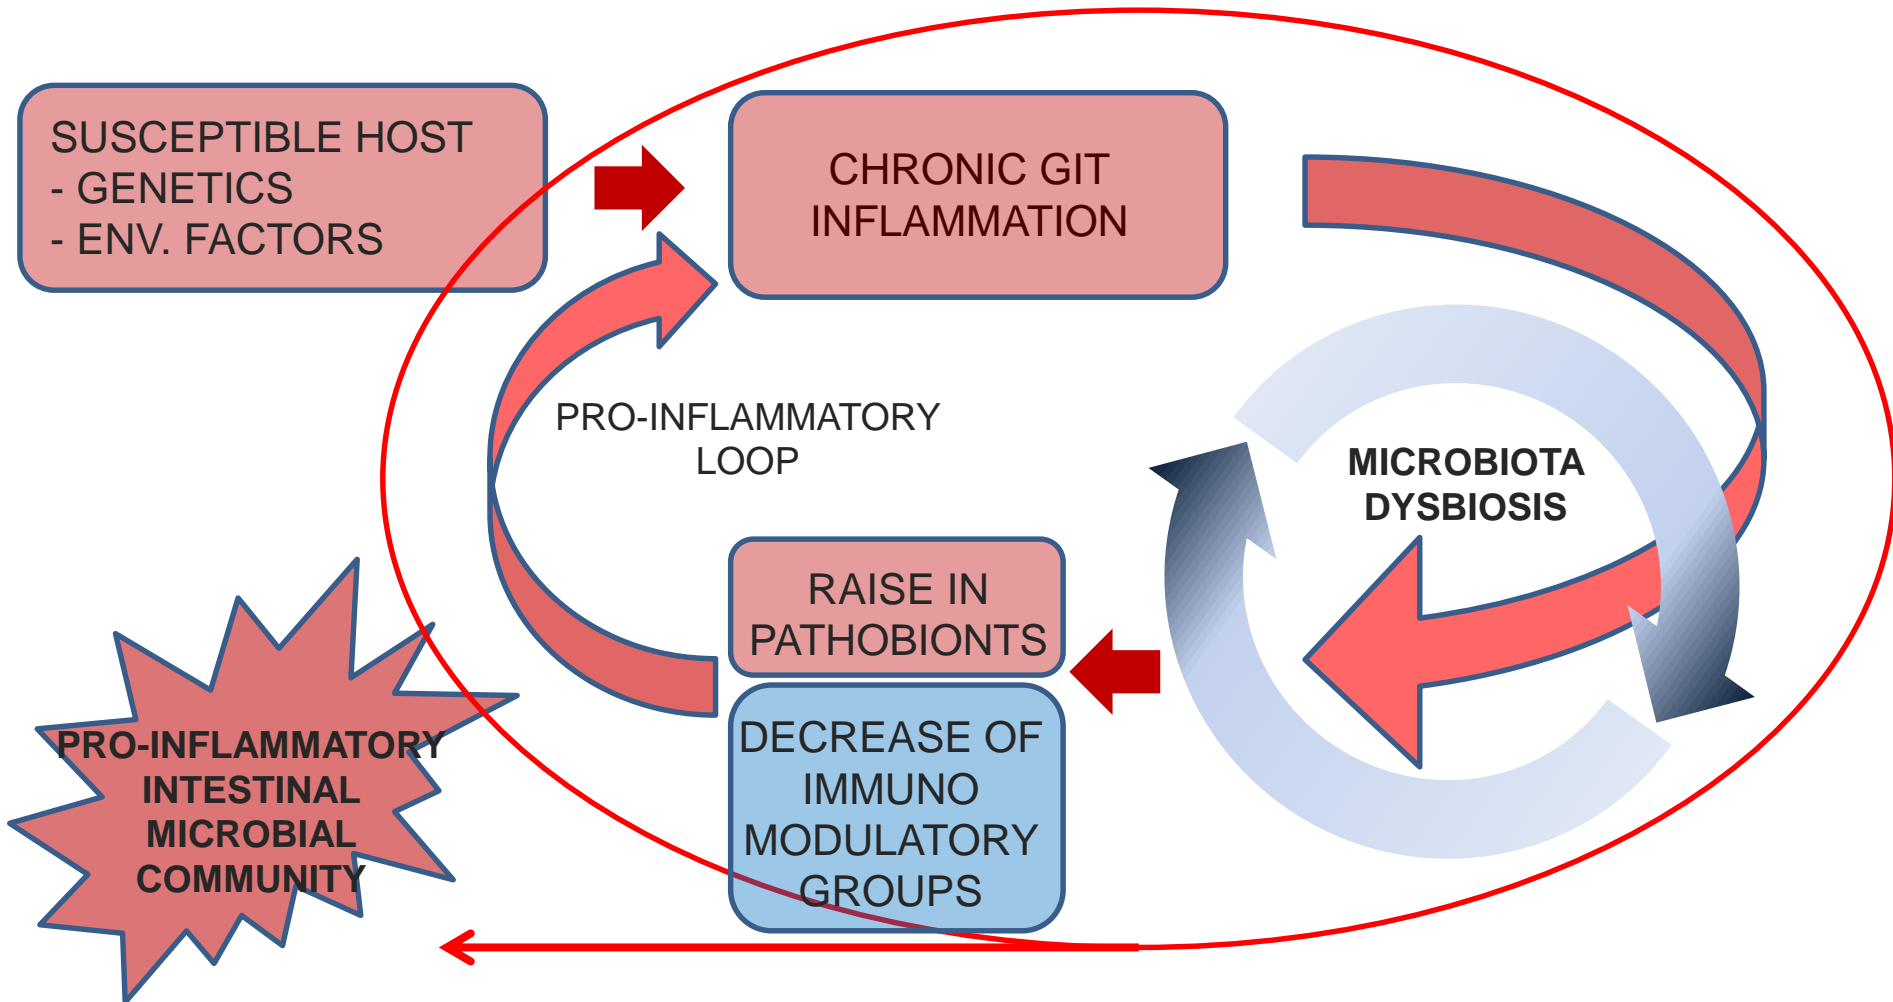 SUSCEPTIBLE HOST
- GENETICS
- ENV. FACTORS
CHRONIC GIT
INFLAMMATION
PRO-INFLAMMATORY
LOOP
MICROBIOTA
DYSBIOSIS
RAISE IN
PATHOBIONTS
DECREASE OF
IMMUNO
MODULATORY
GROUPS
PRO-INFLAMMATORY
INTESTINAL
MICROBIAL
COMMUNITY